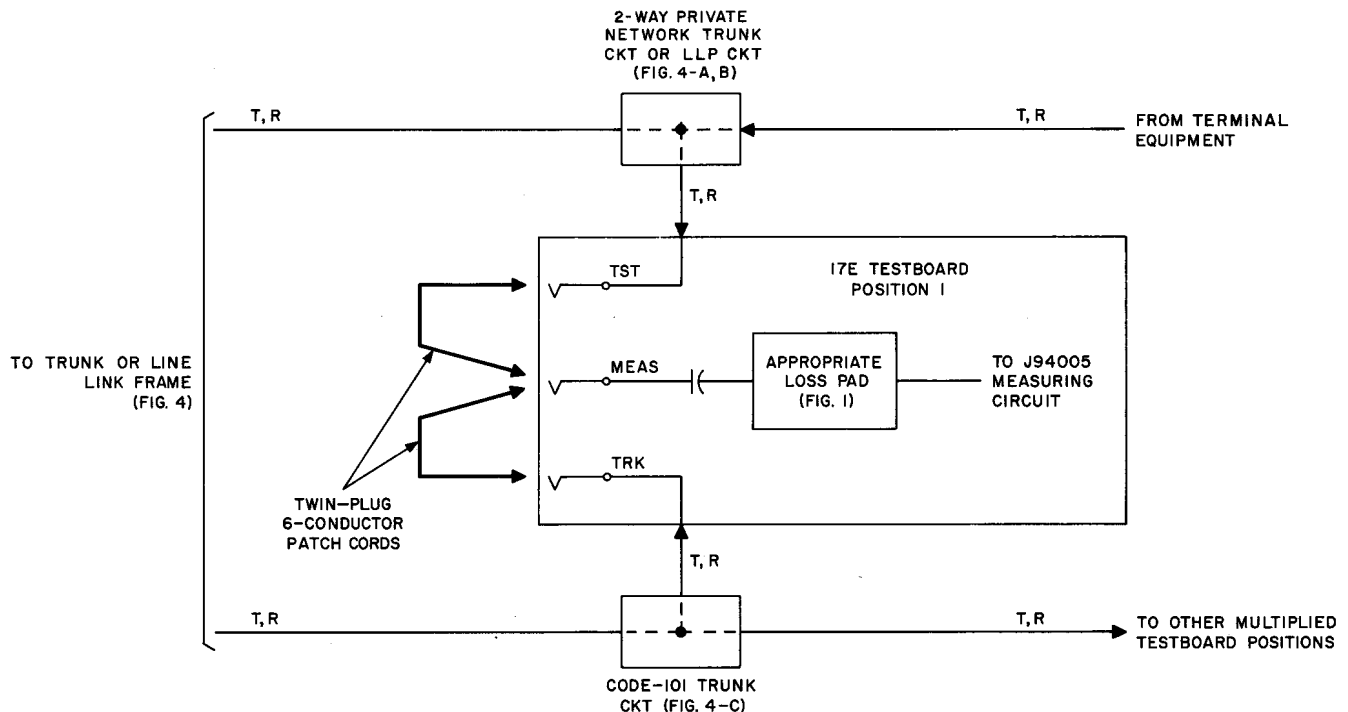 2-WAY PRIVATE
NETWORK TRUNK
CKT OR LLP CKT
(FIG. 4-A, B)
T, R
T, R
FROM TERMINAL
EQUIPMENT
T, R
TST
17E TESTBOARD
POSITION 1
TO TRUNK OR LINE
LINK FRAME
(FIG. 4)
MEAS
APPROPRIATE
LOSS PAD
(FIG. 1)
TO J94005
MEASURING
CIRCUIT
TRK
TWIN-PLUG
6-CONDUCTOR
PATCH CORDS
T, R
T, R
T, R
TO OTHER MULTIPLIED
TESTBOARD POSITIONS
CODE-101 TRUNK
CKT (FIG. 4-C)